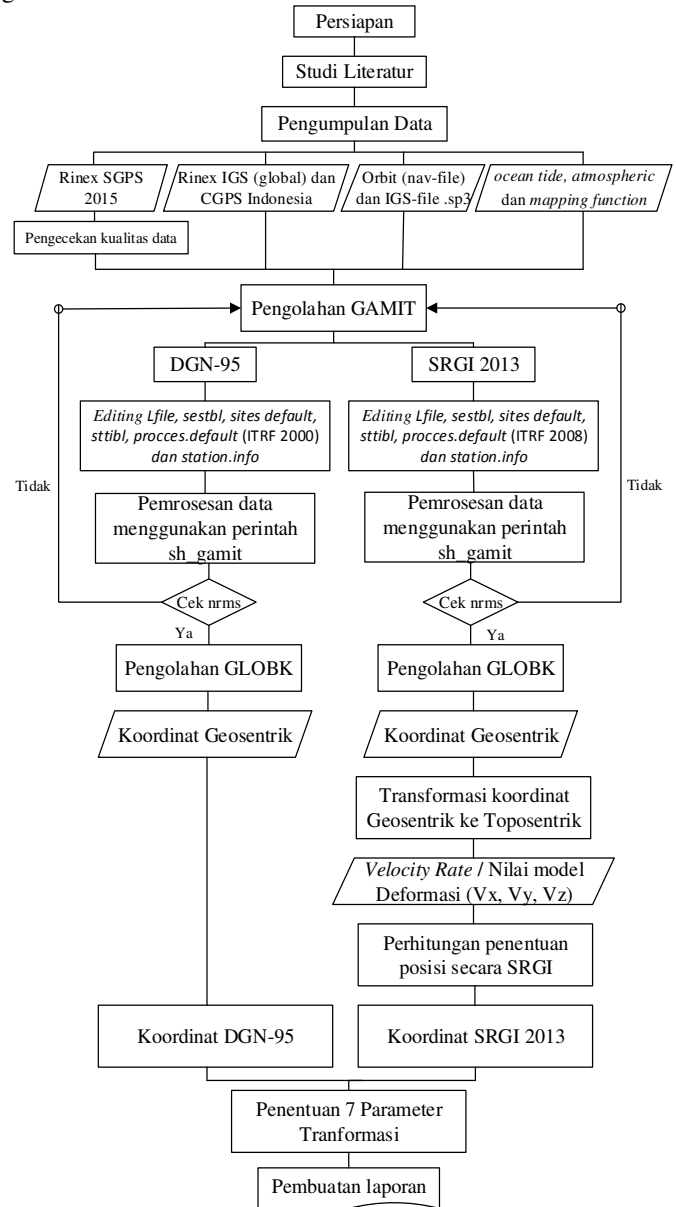 Persiapan
Studi Literatur
Pengumpulan Data
Rinex SGPS
2015
Rinex IGS (global) dan
CGPS Indonesia
Orbit (nav-file)
dan IGS-file .sp3
ocean tide, atmospheric
dan mapping function
Pengecekan kualitas data
Pengolahan GAMIT
DGN-95
SRGI 2013
Editing Lfile, sestbl, sites default,
sttibl, procces.default (ITRF 2000)
dan station.info
Editing Lfile, sestbl, sites default,
sttibl, procces.default (ITRF 2008)
dan station.info
Tidak
Tidak
Pemrosesan data
menggunakan perintah
sh_gamit
Pemrosesan data
menggunakan perintah
sh_gamit
Cek nrms
Cek nrms
Ya
Ya
Pengolahan GLOBK
Pengolahan GLOBK
Koordinat Geosentrik
Koordinat Geosentrik
Transformasi koordinat
Geosentrik ke Toposentrik
Velocity Rate / Nilai model
Deformasi (Vx, Vy, Vz)
Perhitungan penentuan
posisi secara SRGI
Koordinat DGN-95
Koordinat SRGI 2013
Penentuan 7 Parameter
Tranformasi
Pembuatan laporan